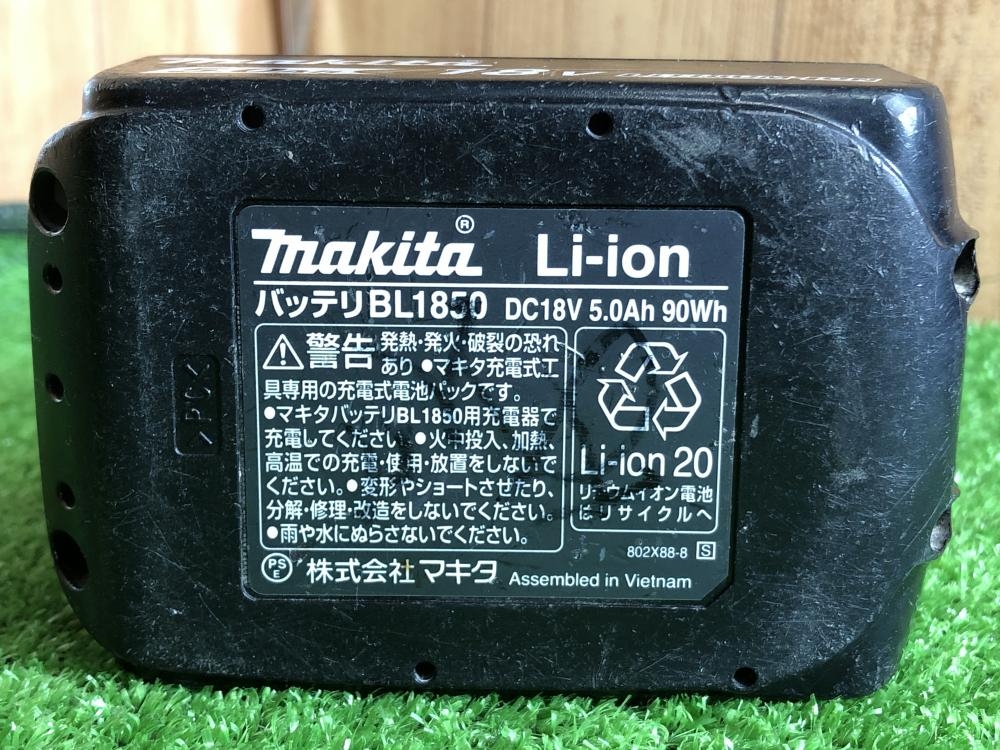 makita 18V
makita® Li-ion
バッテリBL1850 DC18V 5.0Ah 90Wh
警告 発熱・発火・破裂の恐れ
あり ●マキタ充電式工
具専用の充電式電池パックです。
●マキタバッテリBL1850用充電器で
充電してください。●火中投入、加熱、
高温での充電・使用・放置をしないで
ください。●変形やショートさせたり、
分解・修理・改造をしないでください。
●雨や水にぬらさないでください。
Li-ion 20
リチウムイオン電池
はリサイクルへ
802X88-8 S
PSE 株式会社 マキタ Assembled in Vietnam
>PC<